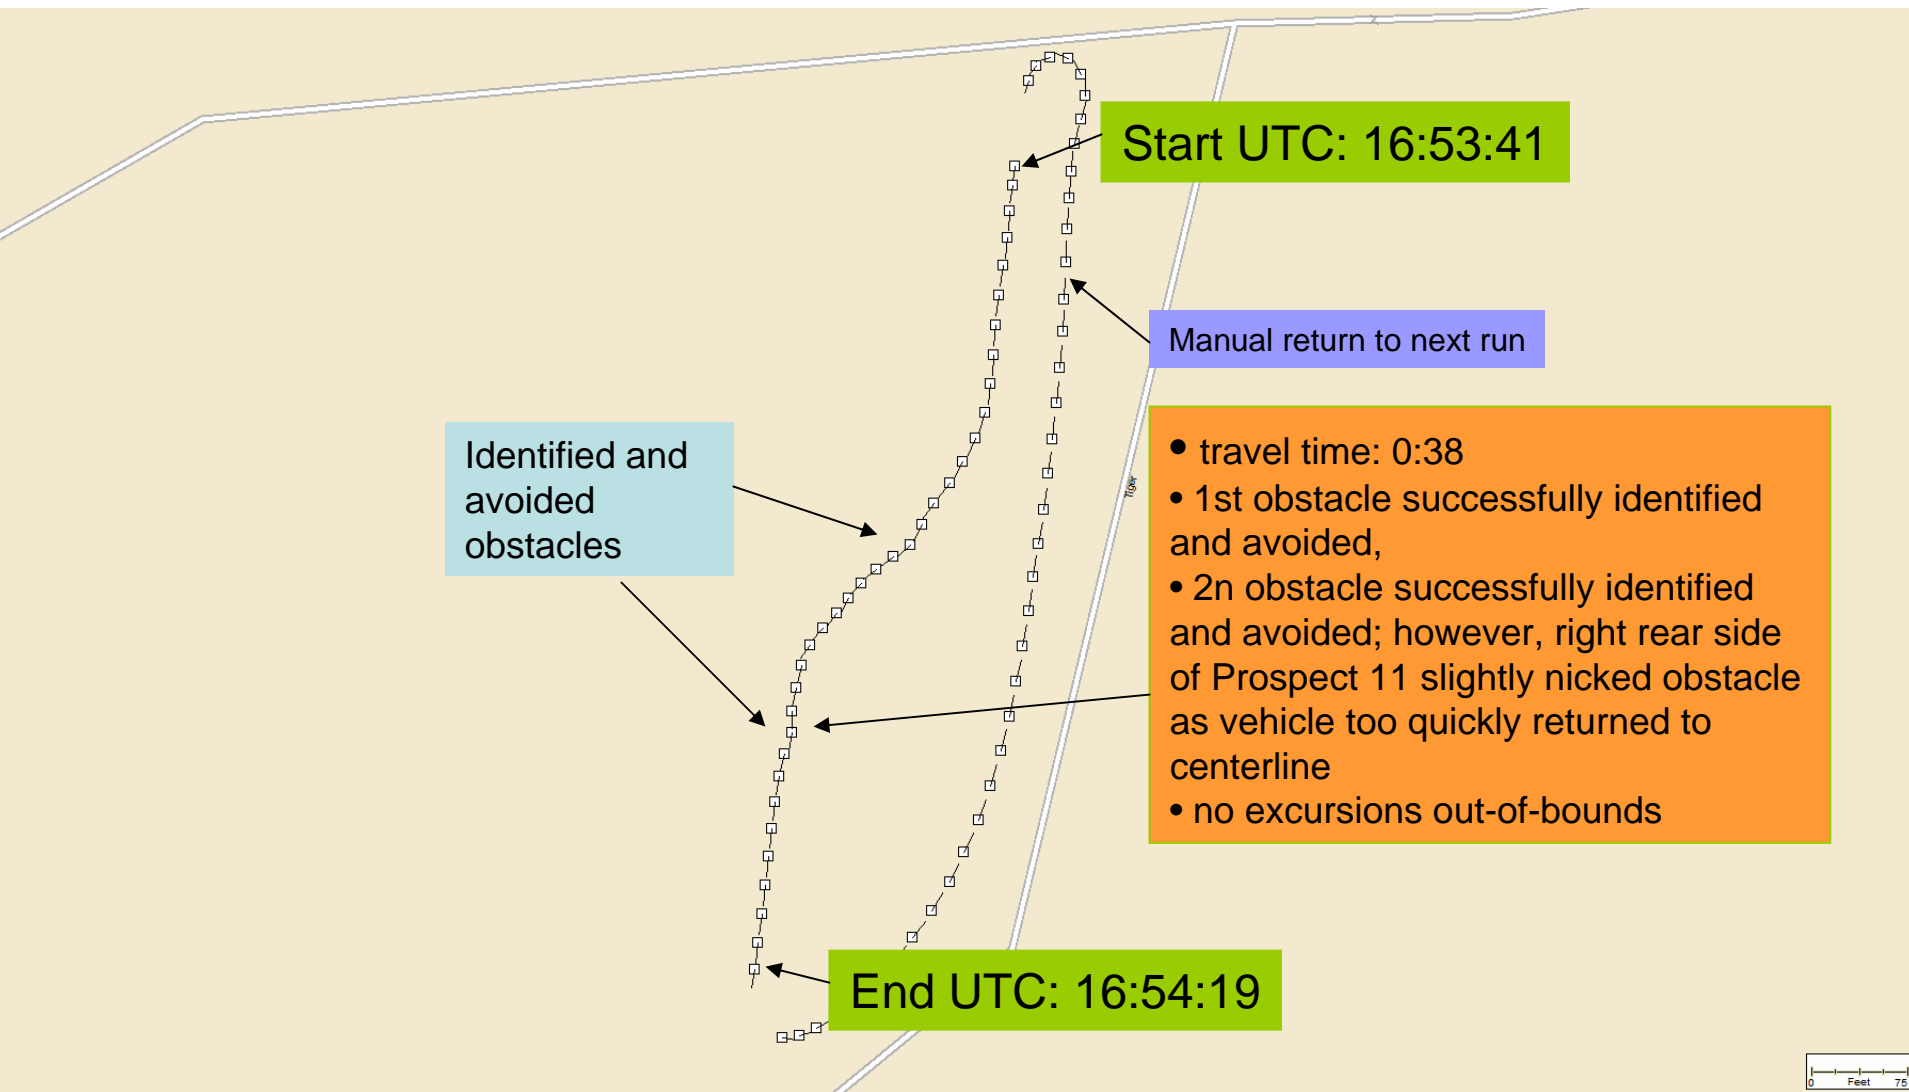 Start UTC: 16:53:41
Manual return to next run
Identified and
avoided
obstacles
• travel time: 0:38
• 1st obstacle successfully identified
and avoided,
• 2n obstacle successfully identified
and avoided; however, right rear side
of Prospect 11 slightly nicked obstacle
as vehicle too quickly returned to
centerline
• no excursions out-of-bounds
Tiger
End UTC: 16:54:19
0 Feet 75